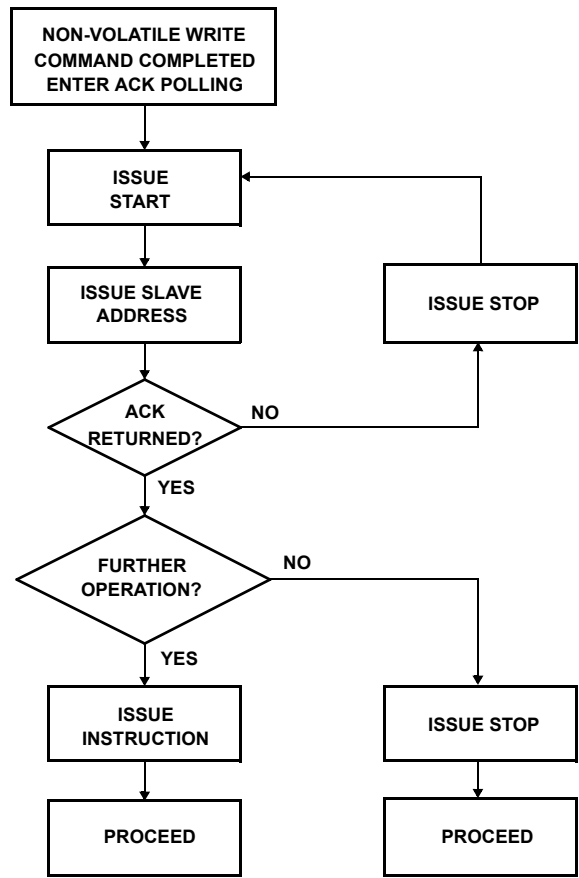 NON-VOLATILE WRITE
COMMAND COMPLETED
ENTER ACK POLLING
ISSUE
START
ISSUE SLAVE
ADDRESS
ISSUE STOP
ACK
RETURNED?
NO
YES
FURTHER
OPERATION?
NO
YES
ISSUE
INSTRUCTION
ISSUE STOP
PROCEED
PROCEED